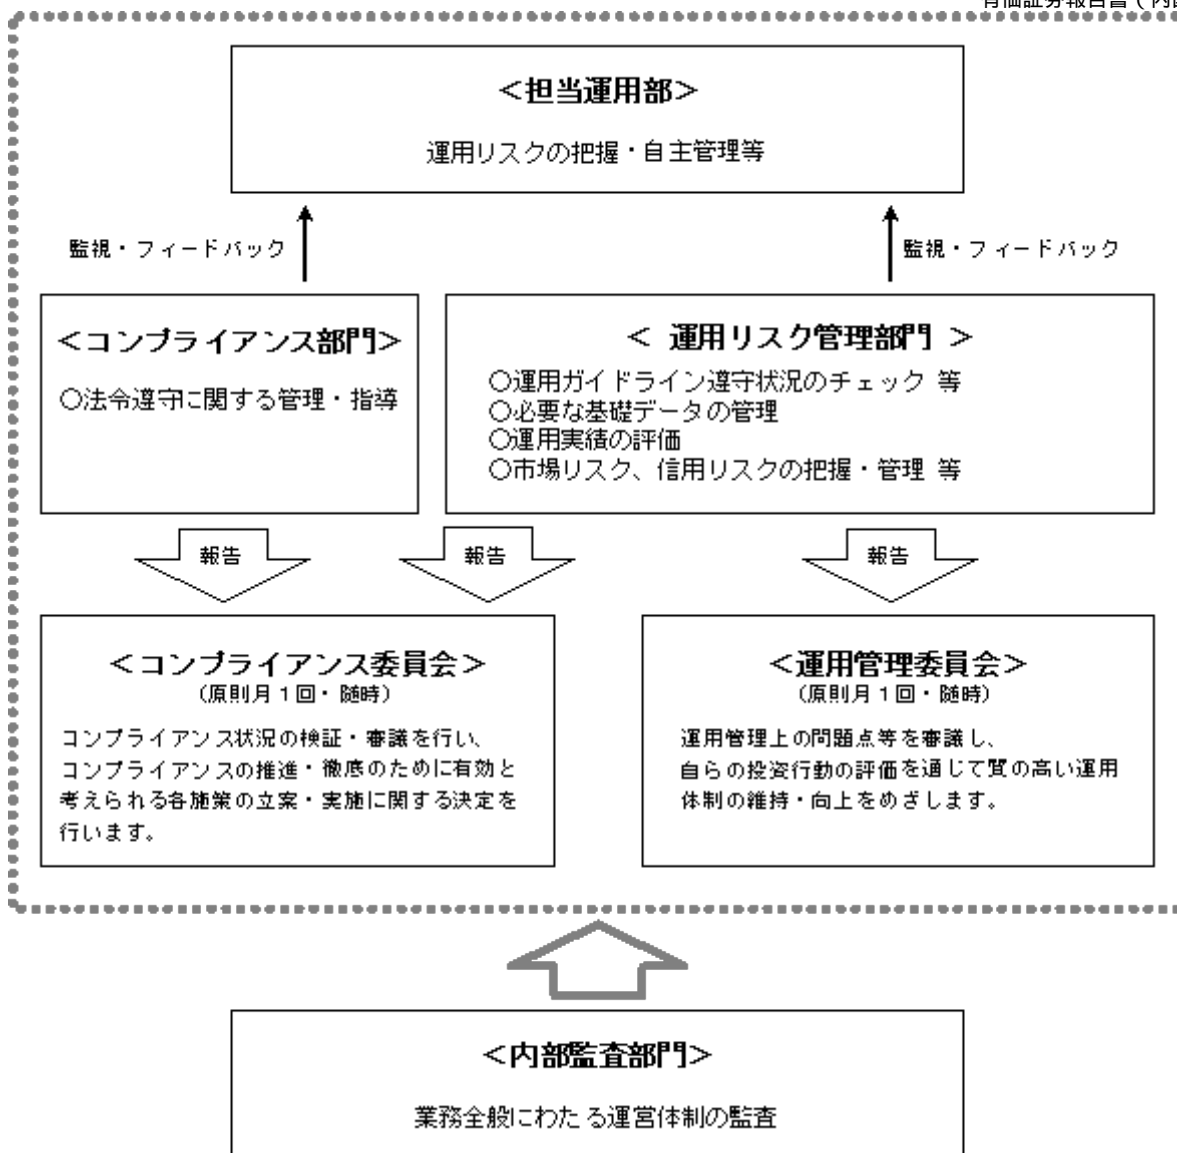 有価証券報告書（内
＜担当運用部＞
運用リスクの把握・自主管理等
監視・フィードバック
監視・フィードバック
＜コンプライアンス部門＞
○法令遵守に関する管理・指導
＜ 運用リスク管理部門 ＞
○運用ガイドライン遵守状況のチェック 等
○必要な基礎データの管理
○運用実績の評価
○市場リスク、信用リスクの把握・管理 等
報告
報告
報告
＜コンプライアンス委員会＞
（原則月１回・随時）
コンプライアンス状況の検証・審議を行い、
コンプライアンスの推進・徹底のために有効と
考えられる各施策の立案・実施に関する決定を
行います。
＜運用管理委員会＞
（原則月１回・随時）
運用管理上の問題点等を審議し、
自らの投資行動の評価を通じて質の高い運用
体制の維持・向上をめざします。
＜内部監査部門＞
業務全般にわたる運営体制の監査